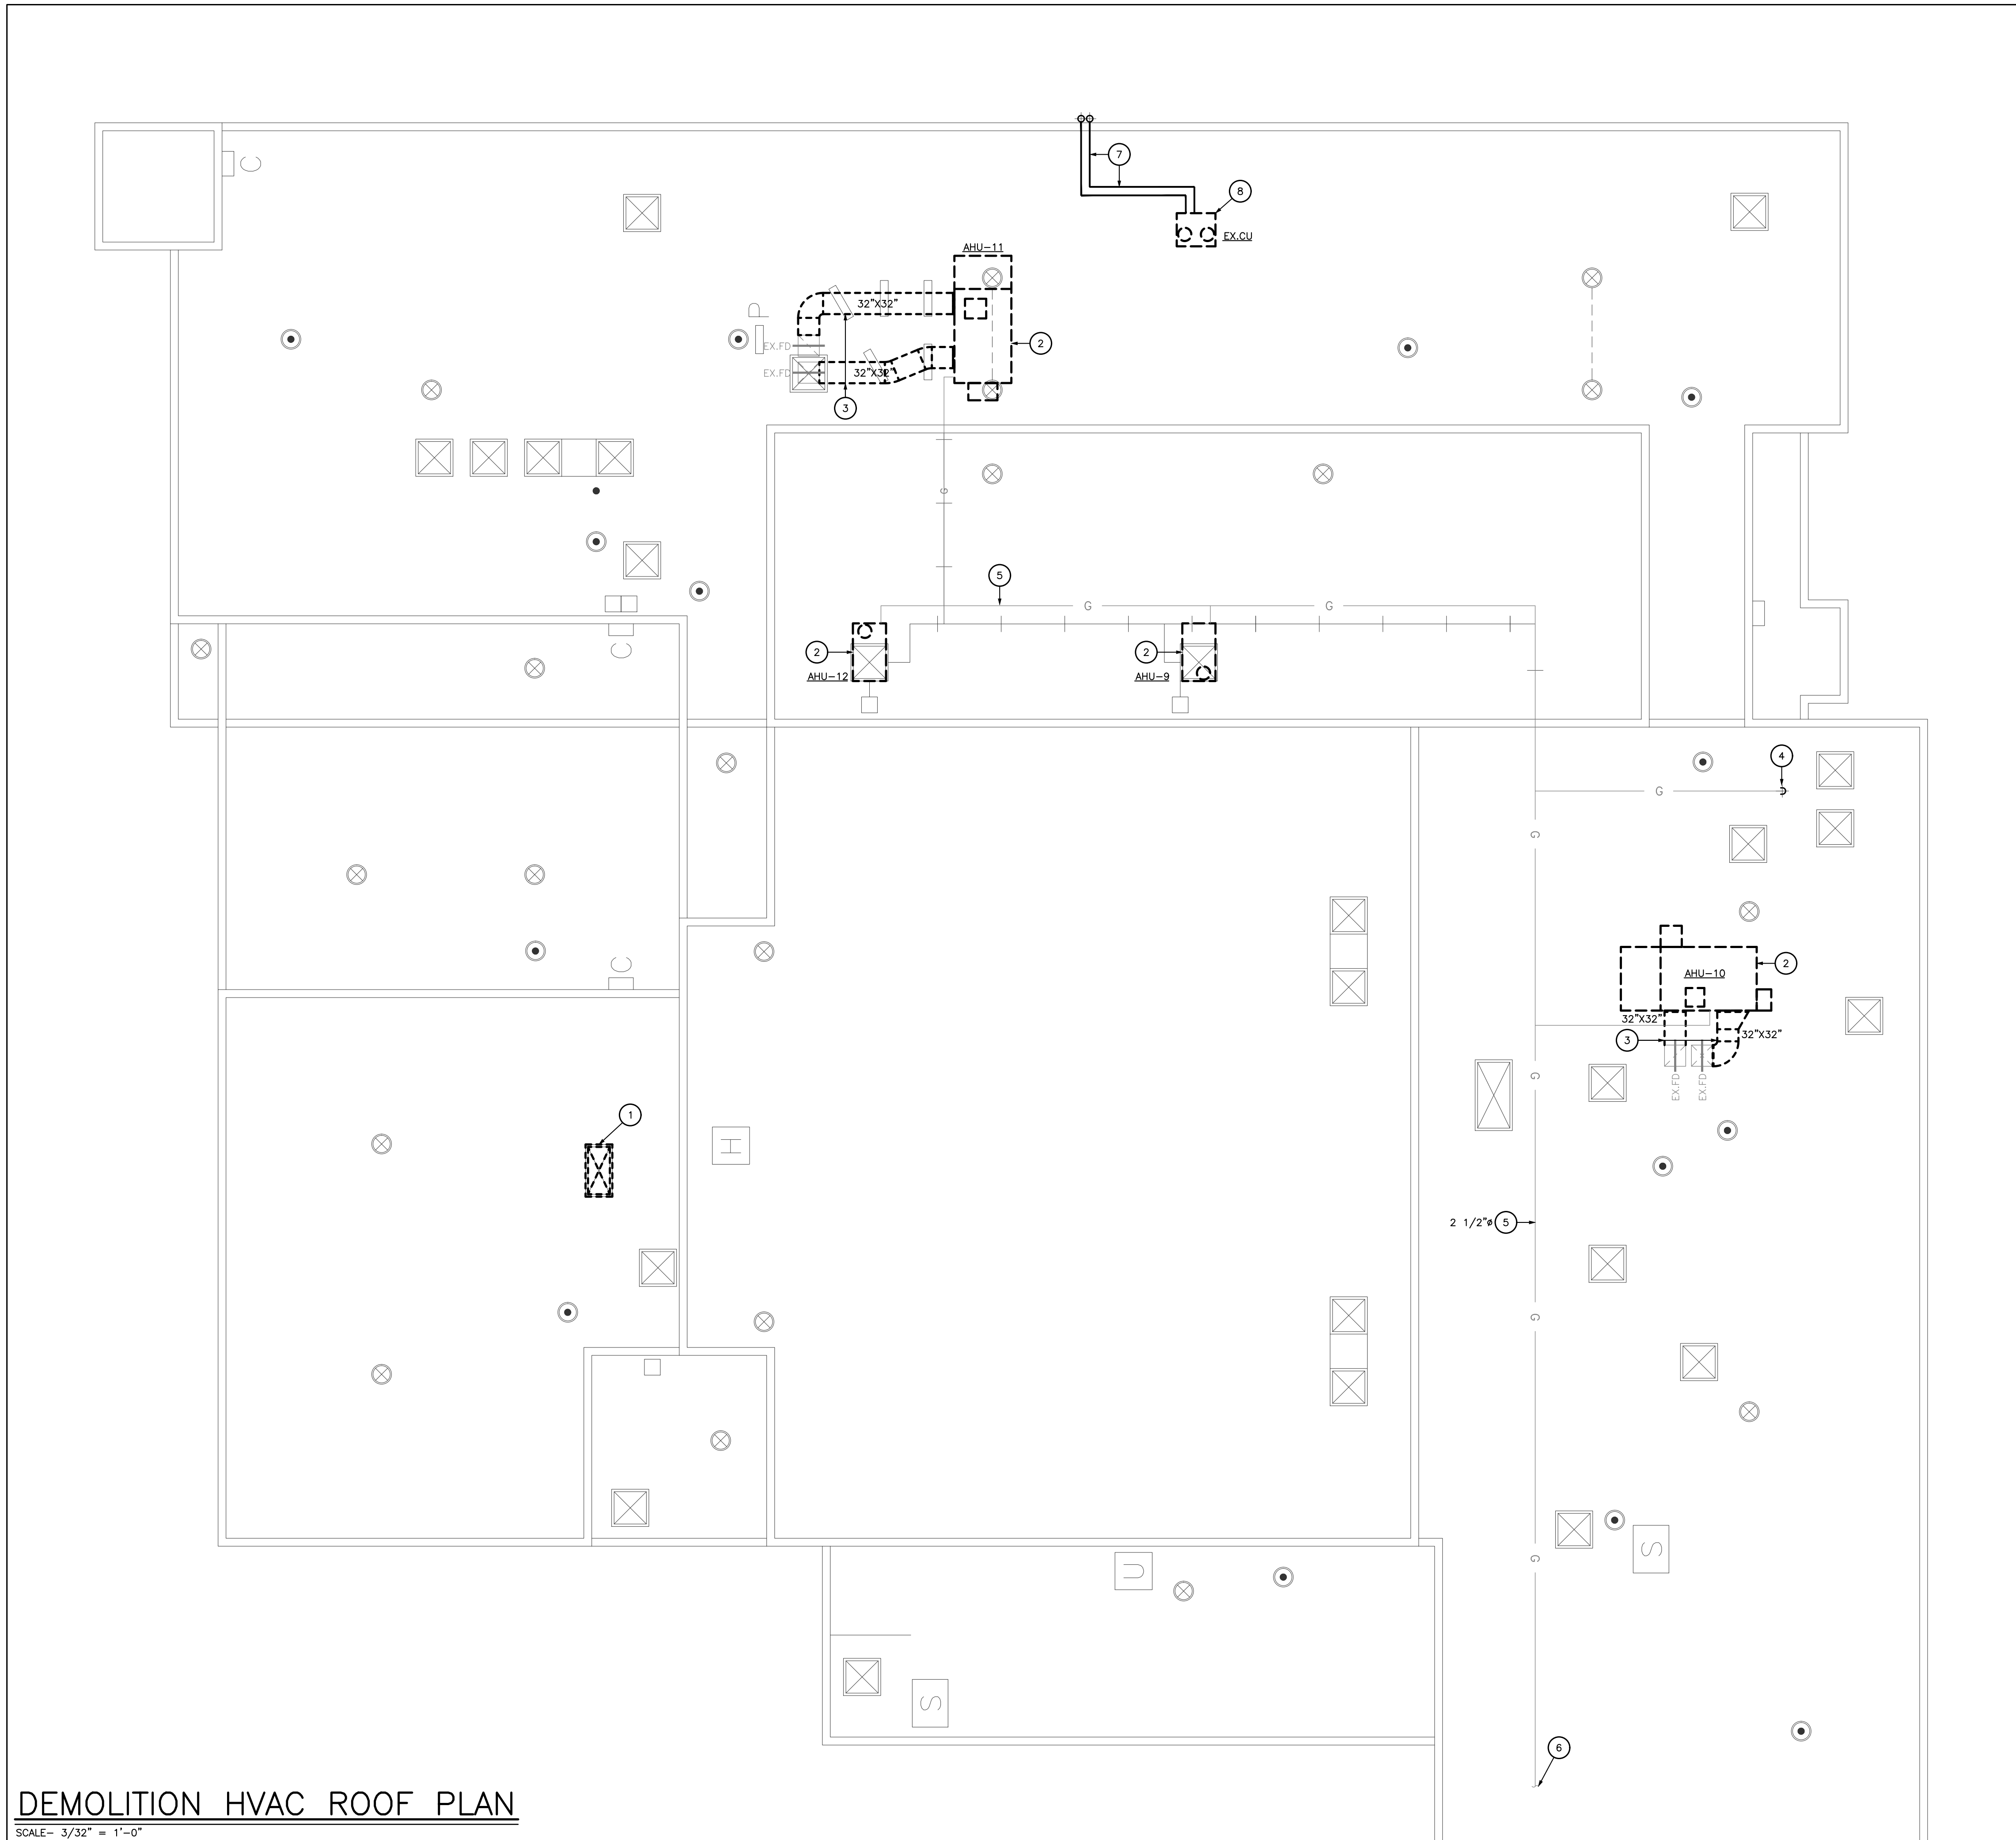 C
7
8
EX.CU
AHU-11
32"X32"
P
EX.FD
2
EX.FD
32"X32"
3
G
5
G
G
2
AHU-12
2
AHU-9
C
4
G
G
C
2
AHU-10
32"X32"
32"X32"
3
EX.FD
EX.FD
G
1
H
2 1/2"ø
5
G
S
G
U
S
6
DEMOLITION HVAC ROOF PLAN
SCALE- 3/32" = 1'-0"